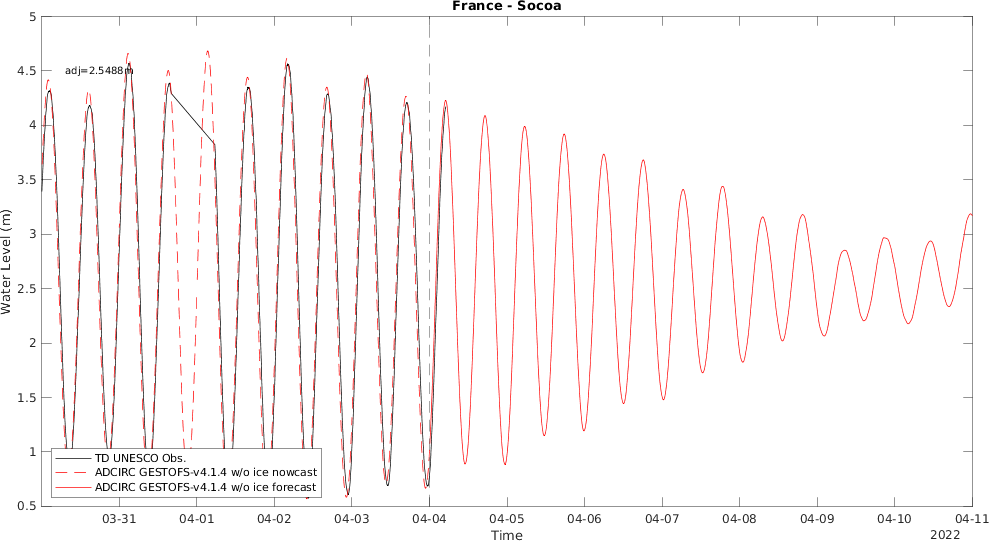 France - Socoa
adj=2.5488 m
Water Level (m)
5
4.5
4
3.5
3
2.5
2
1.5
1
0.5
TD UNESCO Obs.
ADCIRC GESTOFS-v4.1.4 w/o ice nowcast
ADCIRC GESTOFS-v4.1.4 w/o ice forecast
03-31 04-01 04-02 04-03 04-04 04-05 04-06 04-07 04-08 04-09 04-10 04-11
Time
2022